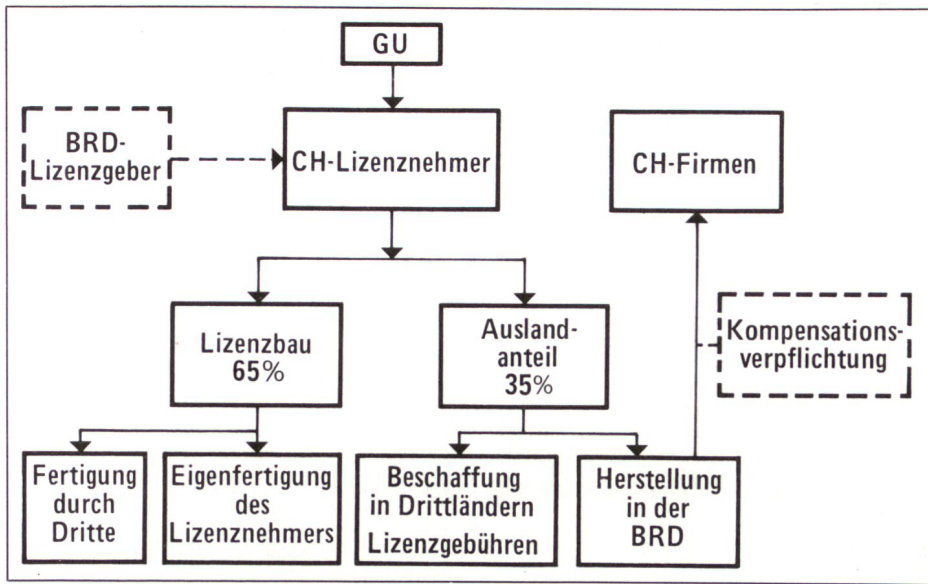 GU
BRD-
Lizenzgeber
CH-Lizenznehmer
CH-Firmen
Lizenzbau
65%
Ausland-
anteil
35%
Kompensations-
verpflichtung
Fertigung
durch
Dritte
Eigenfertigung
des
Lizenznehmers
Beschaffung
in Drittländern
Lizenzgebühren
Herstellung
in der
BRD